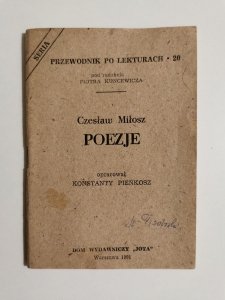 SERIA
PRZEWODNIK PO LEKTURACH · 20
pod redakcją
PIOTRA KUNCEWICZA
Czesław Miłosz
POEZJE
opracował
KONSTANTY PIEŃKOSZ
DOM WYDAWNICZY „JOTA”
Warszawa 1991